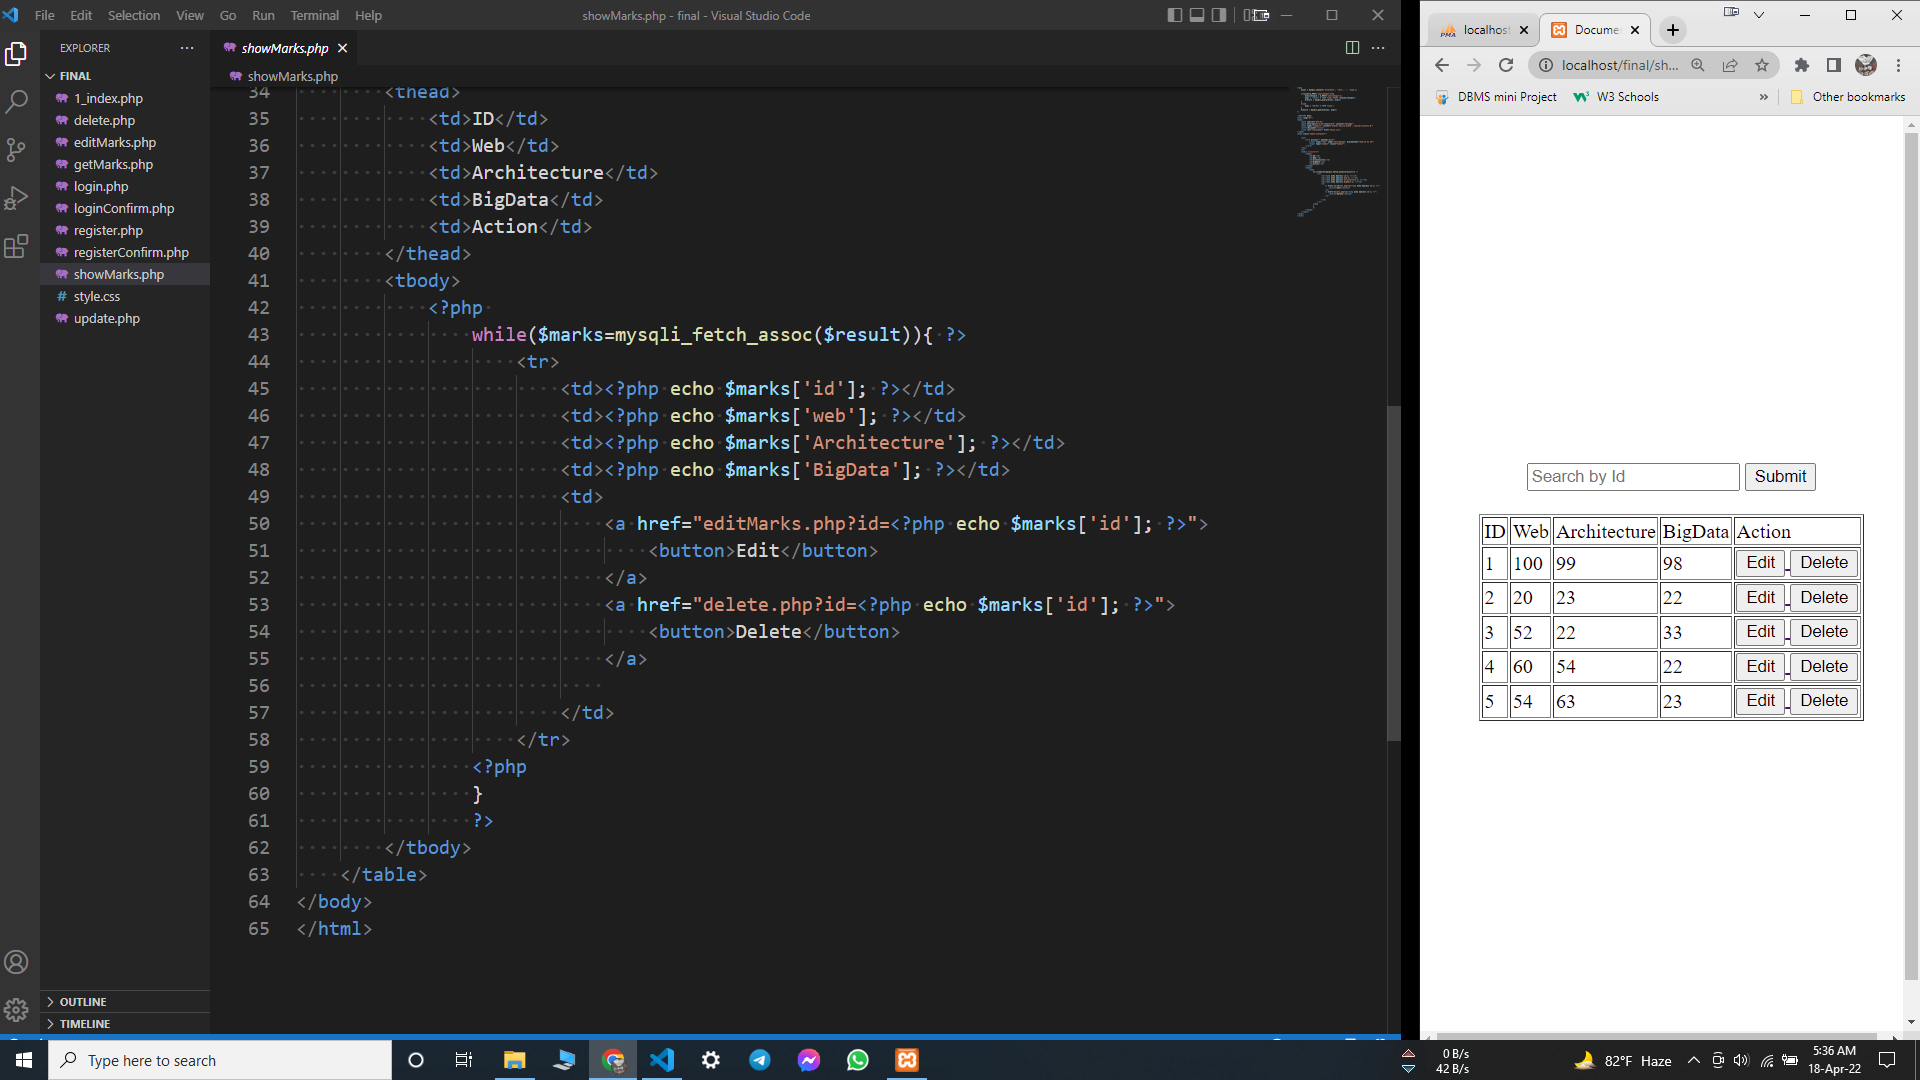 File Edit Selection View Go Run Terminal Help
showMarks.php - final - Visual Studio Code
EXPLORER
FINAL
1_index.php
delete.php
editMarks.php
getMarks.php
login.php
loginConfirm.php
register.php
registerConfirm.php
showMarks.php
style.css
update.php
OUTLINE
TIMELINE
showMarks.php
showMarks.php
34 <thead>
35 <td>ID</td>
36 <td>Web</td>
37 <td>Architecture</td>
38 <td>BigData</td>
39 <td>Action</td>
40 </thead>
41 <tbody>
42 <?php
43 while($marks=mysqli_fetch_assoc($result)){ ?>
44 <tr>
45 <td><?php echo $marks['id']; ?></td>
46 <td><?php echo $marks['web']; ?></td>
47 <td><?php echo $marks['Architecture']; ?></td>
48 <td><?php echo $marks['BigData']; ?></td>
49 <td>
50 <a href="editMarks.php?id=<?php echo $marks['id']; ?>">
51 <button>Edit</button>
52 </a>
53 <a href="delete.php?id=<?php echo $marks['id']; ?>">
54 <button>Delete</button>
55 </a>
56
57 </td>
58 </tr>
59 <?php
60 }
61 ?>
62 </tbody>
63 </table>
64 </body>
65 </html>
localhost
Docume
localhost/final/sh...
DBMS mini Project W3 Schools » Other bookmarks
Search by Id Submit
ID Web Architecture BigData Action
1 100 99 98 Edit Delete
2 20 23 22 Edit Delete
3 52 22 33 Edit Delete
4 60 54 22 Edit Delete
5 54 63 23 Edit Delete
Type here to search
0 B/s
42 B/s
82°F Haze
5:36 AM
18-Apr-22